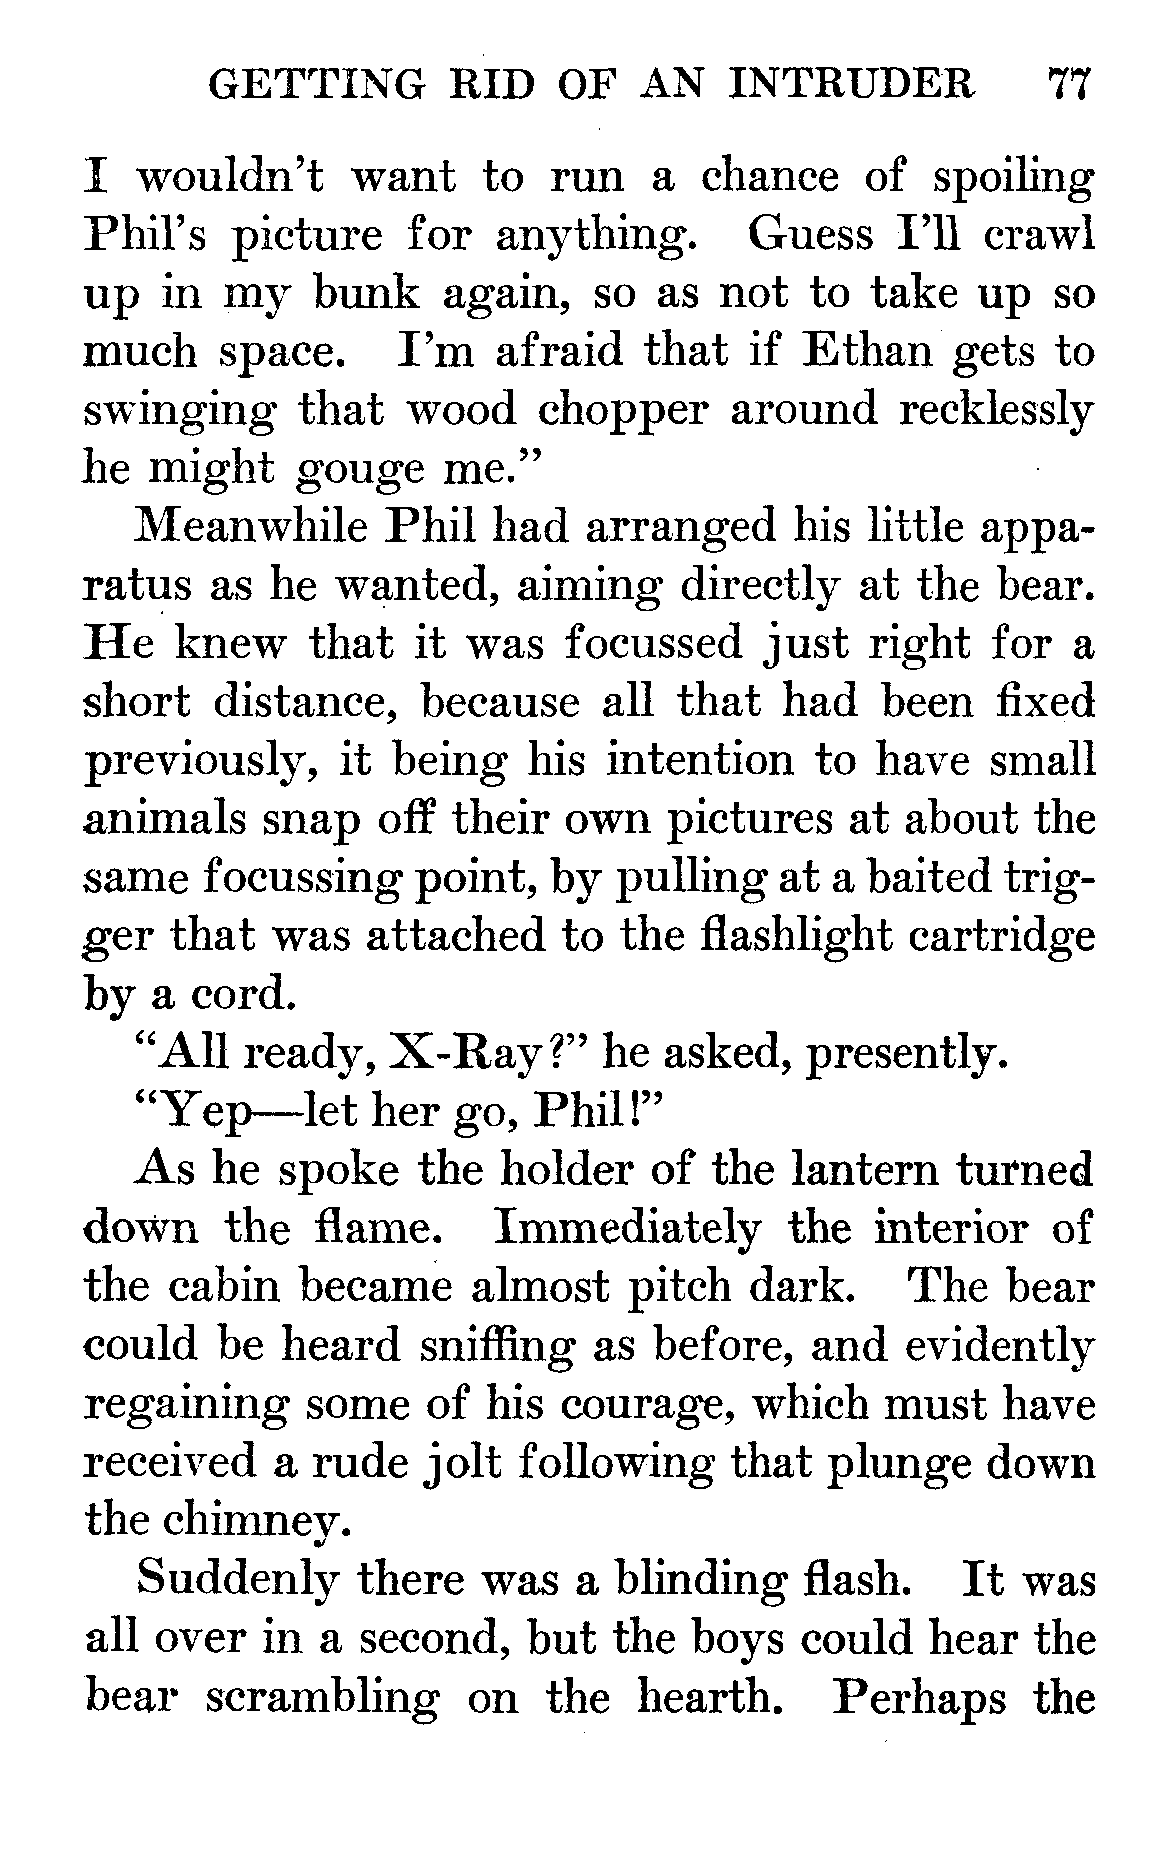 GETTING RID OF AN INTRUDER 77
I wouldn't want to run a chance of spoiling
Phil's picture for anything. Guess I'll crawl
up in my bunk again, so as not to take up so
much space. I'm afraid that if Ethan gets to
swinging that wood chopper around recklessly
he might gouge me."
Meanwhile Phil had arranged his little appa-
ratus as he wanted, aiming directly at the bear.
He knew that it was focussed just right for a
short distance, because all that had been fixed
previously, it being his intention to have small
animals snap off their own pictures at about the
same focussing point, by pulling at a baited trig-
ger that was attached to the flashlight cartridge
by a cord.
"All ready, X-Ray?" he asked, presently.
"Yep—let her go, Phil!"
As he spoke the holder of the lantern turned
down the flame. Immediately the interior of
the cabin became almost pitch dark. The bear
could be heard sniffing as before, and evidently
regaining some of his courage, which must have
received a rude jolt following that plunge down
the chimney.
Suddenly there was a blinding flash. It was
all over in a second, but the boys could hear the
bear scrambling on the hearth. Perhaps the